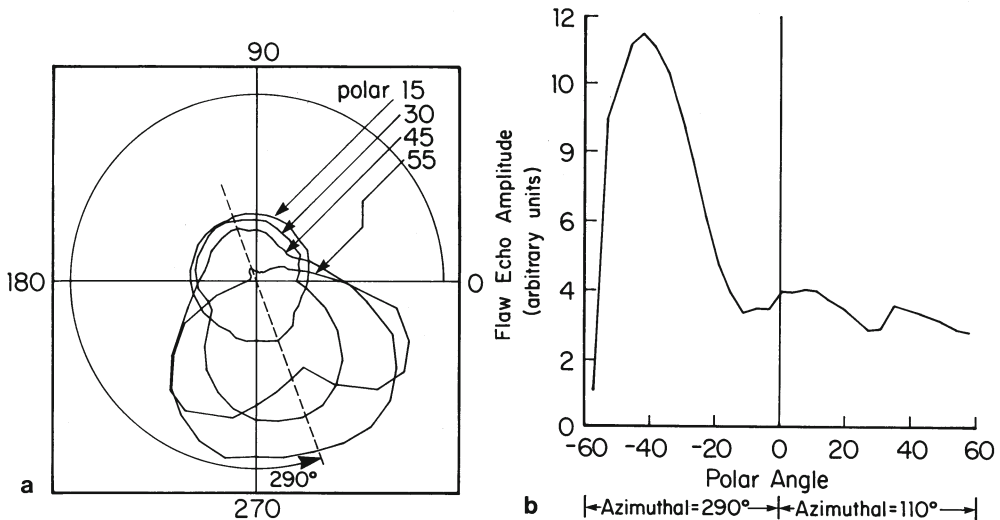 90
polar 15
30
45
55
180
0
290°
270
a
Flaw Echo Amplitude
(arbitrary units)
12
10
9
6
4
2
0
-60 -40 -20 0 20 40 60
Polar Angle
Azimuthal=290° Azimuthal=110°
b